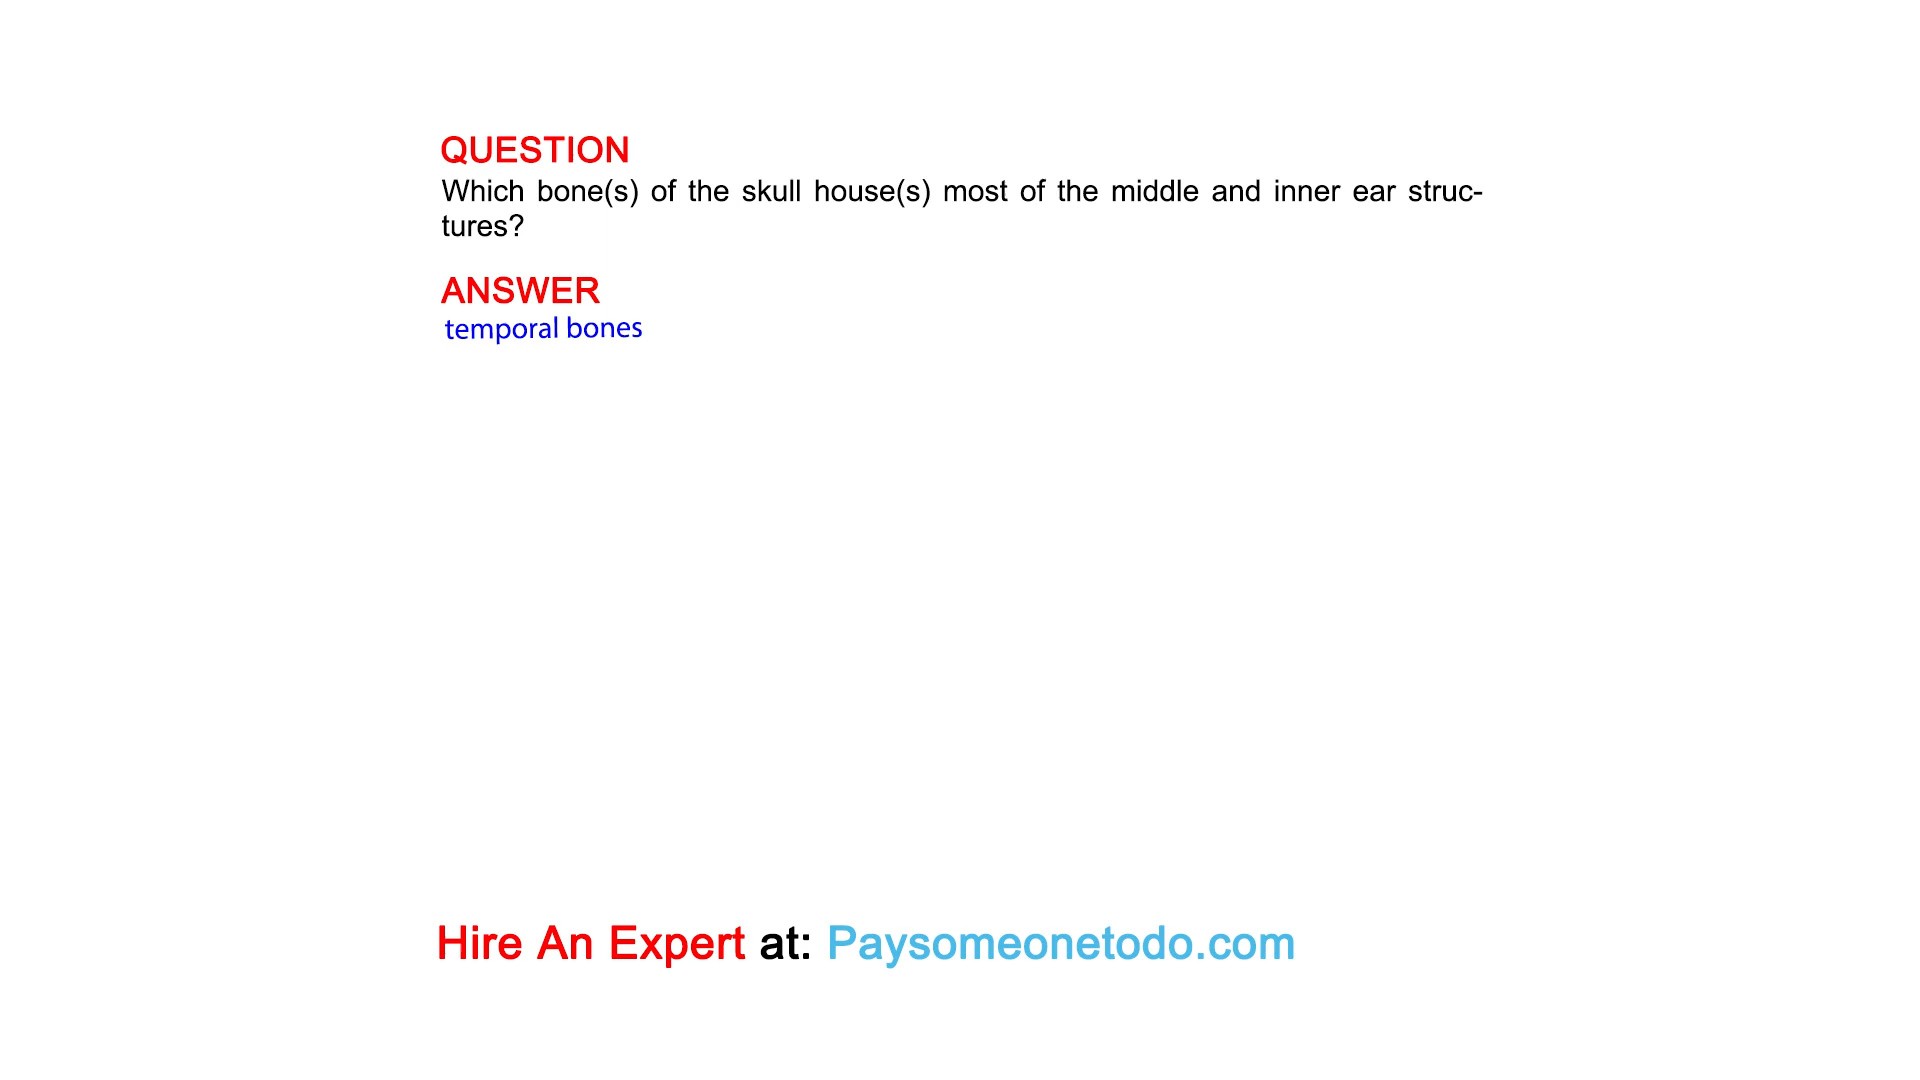 QUESTION
Which bone(s) of the skull house(s) most of the middle and inner ear struc-
tures?
ANSWER
temporal bones
Hire An Expert at: Paysomeonetodo.com